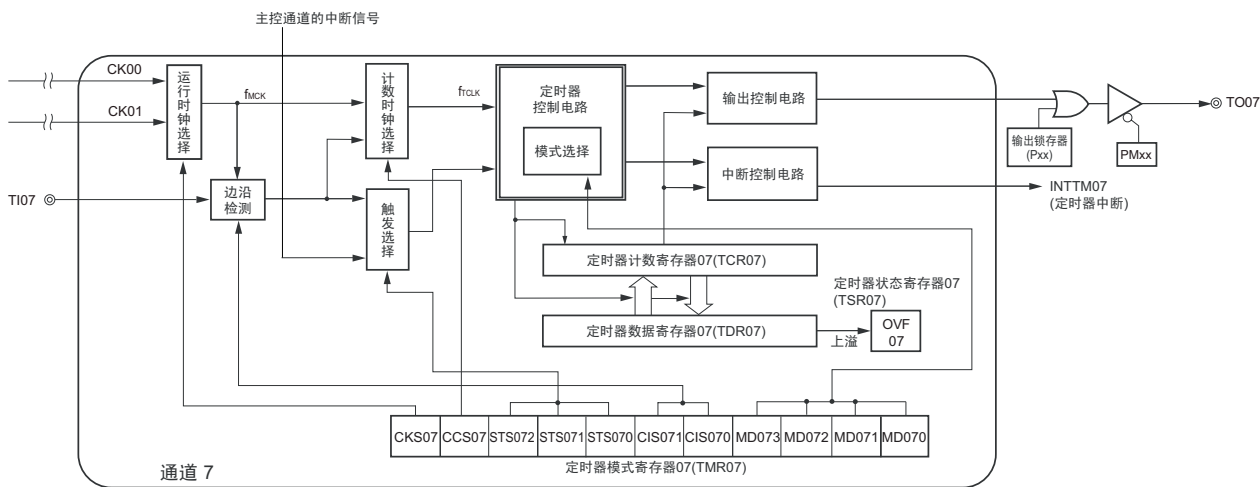 主控通道的中断信号
CK00
CK01
运行时钟选择
fMCK
计数时钟选择
fTCLK
定时器
控制电路
模式选择
输出控制电路
中断控制电路
输出锁存器
(Pxx)
PMxx
TO07
INTTM07
(定时器中断)
TI07
边沿
检测
触发选择
定时器计数寄存器07(TCR07)
定时器状态寄存器07
(TSR07)
定时器数据寄存器07(TDR07)
上溢
OVF
07
CKS07 CCS07 STS072 STS071 STS070 CIS071 CIS070 MD073 MD072 MD071 MD070
定时器模式寄存器07(TMR07)
通道 7